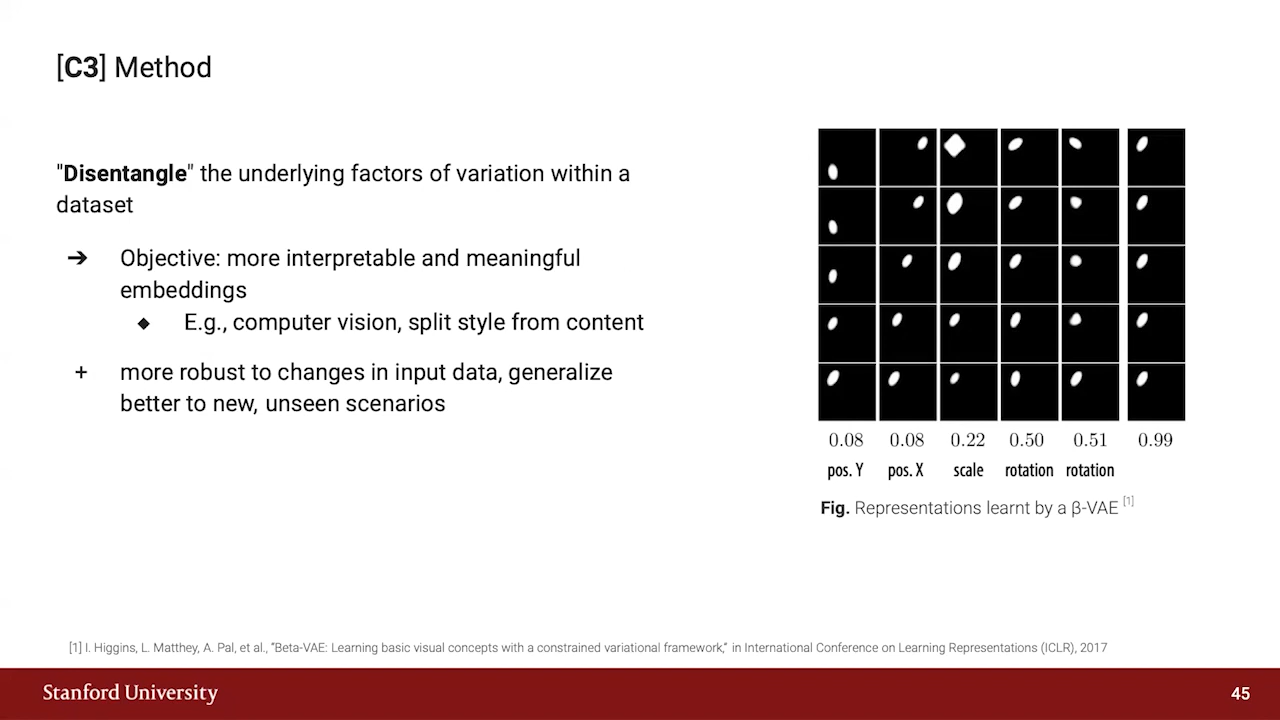 [C3] Method
"Disentangle" the underlying factors of variation within a
dataset
➔ Objective: more interpretable and meaningful
embeddings
◆ E.g., computer vision, split style from content
+ more robust to changes in input data, generalize
better to new, unseen scenarios
0.08 0.08 0.22 0.50 0.51 0.99
pos. Y pos. X scale rotation rotation
Fig. Representations learnt by a β-VAE [1]
[1] I. Higgins, L. Matthey, A. Pal, et al., “Beta-VAE: Learning basic visual concepts with a constrained variational framework,” in International Conference on Learning Representations (ICLR), 2017
Stanford University
45